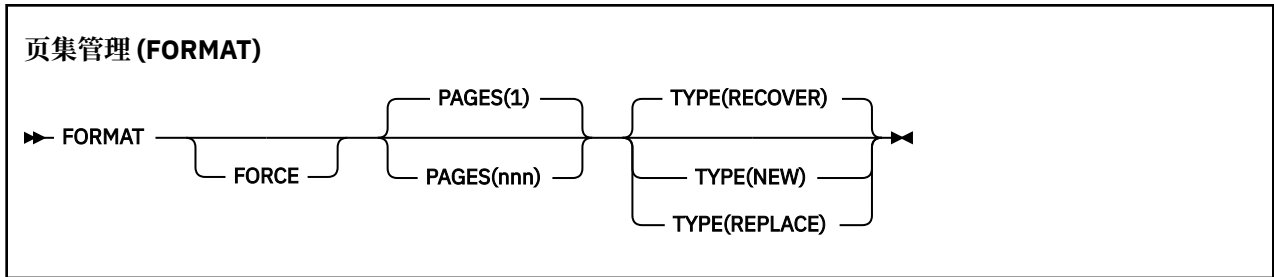 页集管理 (FORMAT)
PAGES(1) TYPE(RECOVER)
FORMAT
FORCE PAGES(nnn) TYPE(NEW)
TYPE(REPLACE)